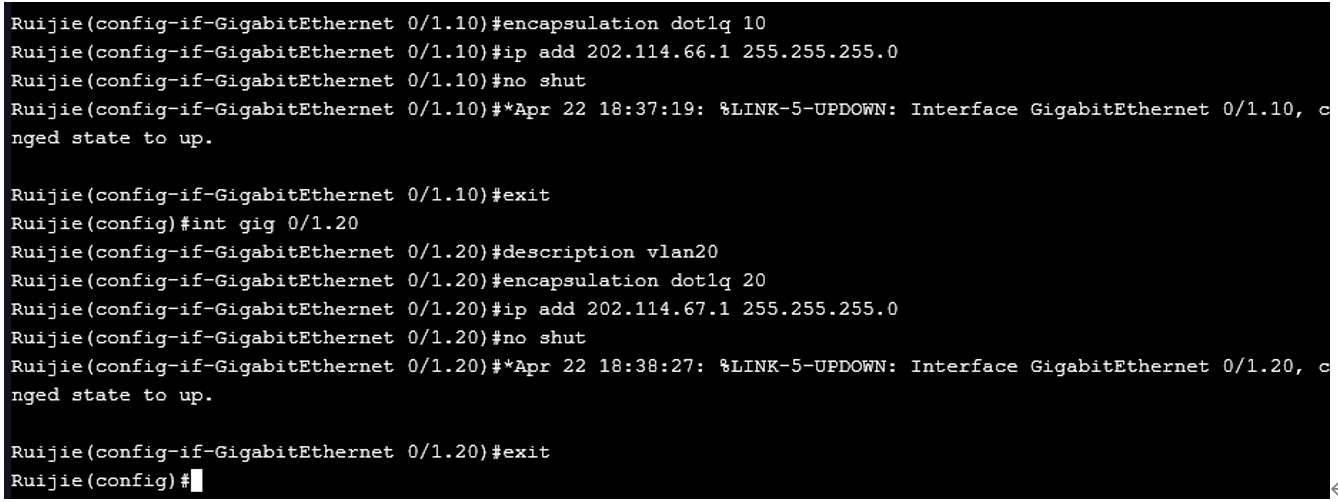 Ruijie(config-if-GigabitEthernet 0/1.10)#encapsulation dot1q 10
Ruijie(config-if-GigabitEthernet 0/1.10)#ip add 202.114.66.1 255.255.255.0
Ruijie(config-if-GigabitEthernet 0/1.10)#no shut
Ruijie(config-if-GigabitEthernet 0/1.10)#*Apr 22 18:37:19: %LINK-5-UPDOWN: Interface GigabitEthernet 0/1.10, c
nged state to up.
Ruijie(config-if-GigabitEthernet 0/1.10)#exit
Ruijie(config)#int gig 0/1.20
Ruijie(config-if-GigabitEthernet 0/1.20)#description vlan20
Ruijie(config-if-GigabitEthernet 0/1.20)#encapsulation dot1q 20
Ruijie(config-if-GigabitEthernet 0/1.20)#ip add 202.114.67.1 255.255.255.0
Ruijie(config-if-GigabitEthernet 0/1.20)#no shut
Ruijie(config-if-GigabitEthernet 0/1.20)#*Apr 22 18:38:27: %LINK-5-UPDOWN: Interface GigabitEthernet 0/1.20, c
nged state to up.
Ruijie(config-if-GigabitEthernet 0/1.20)#exit
Ruijie(config)#